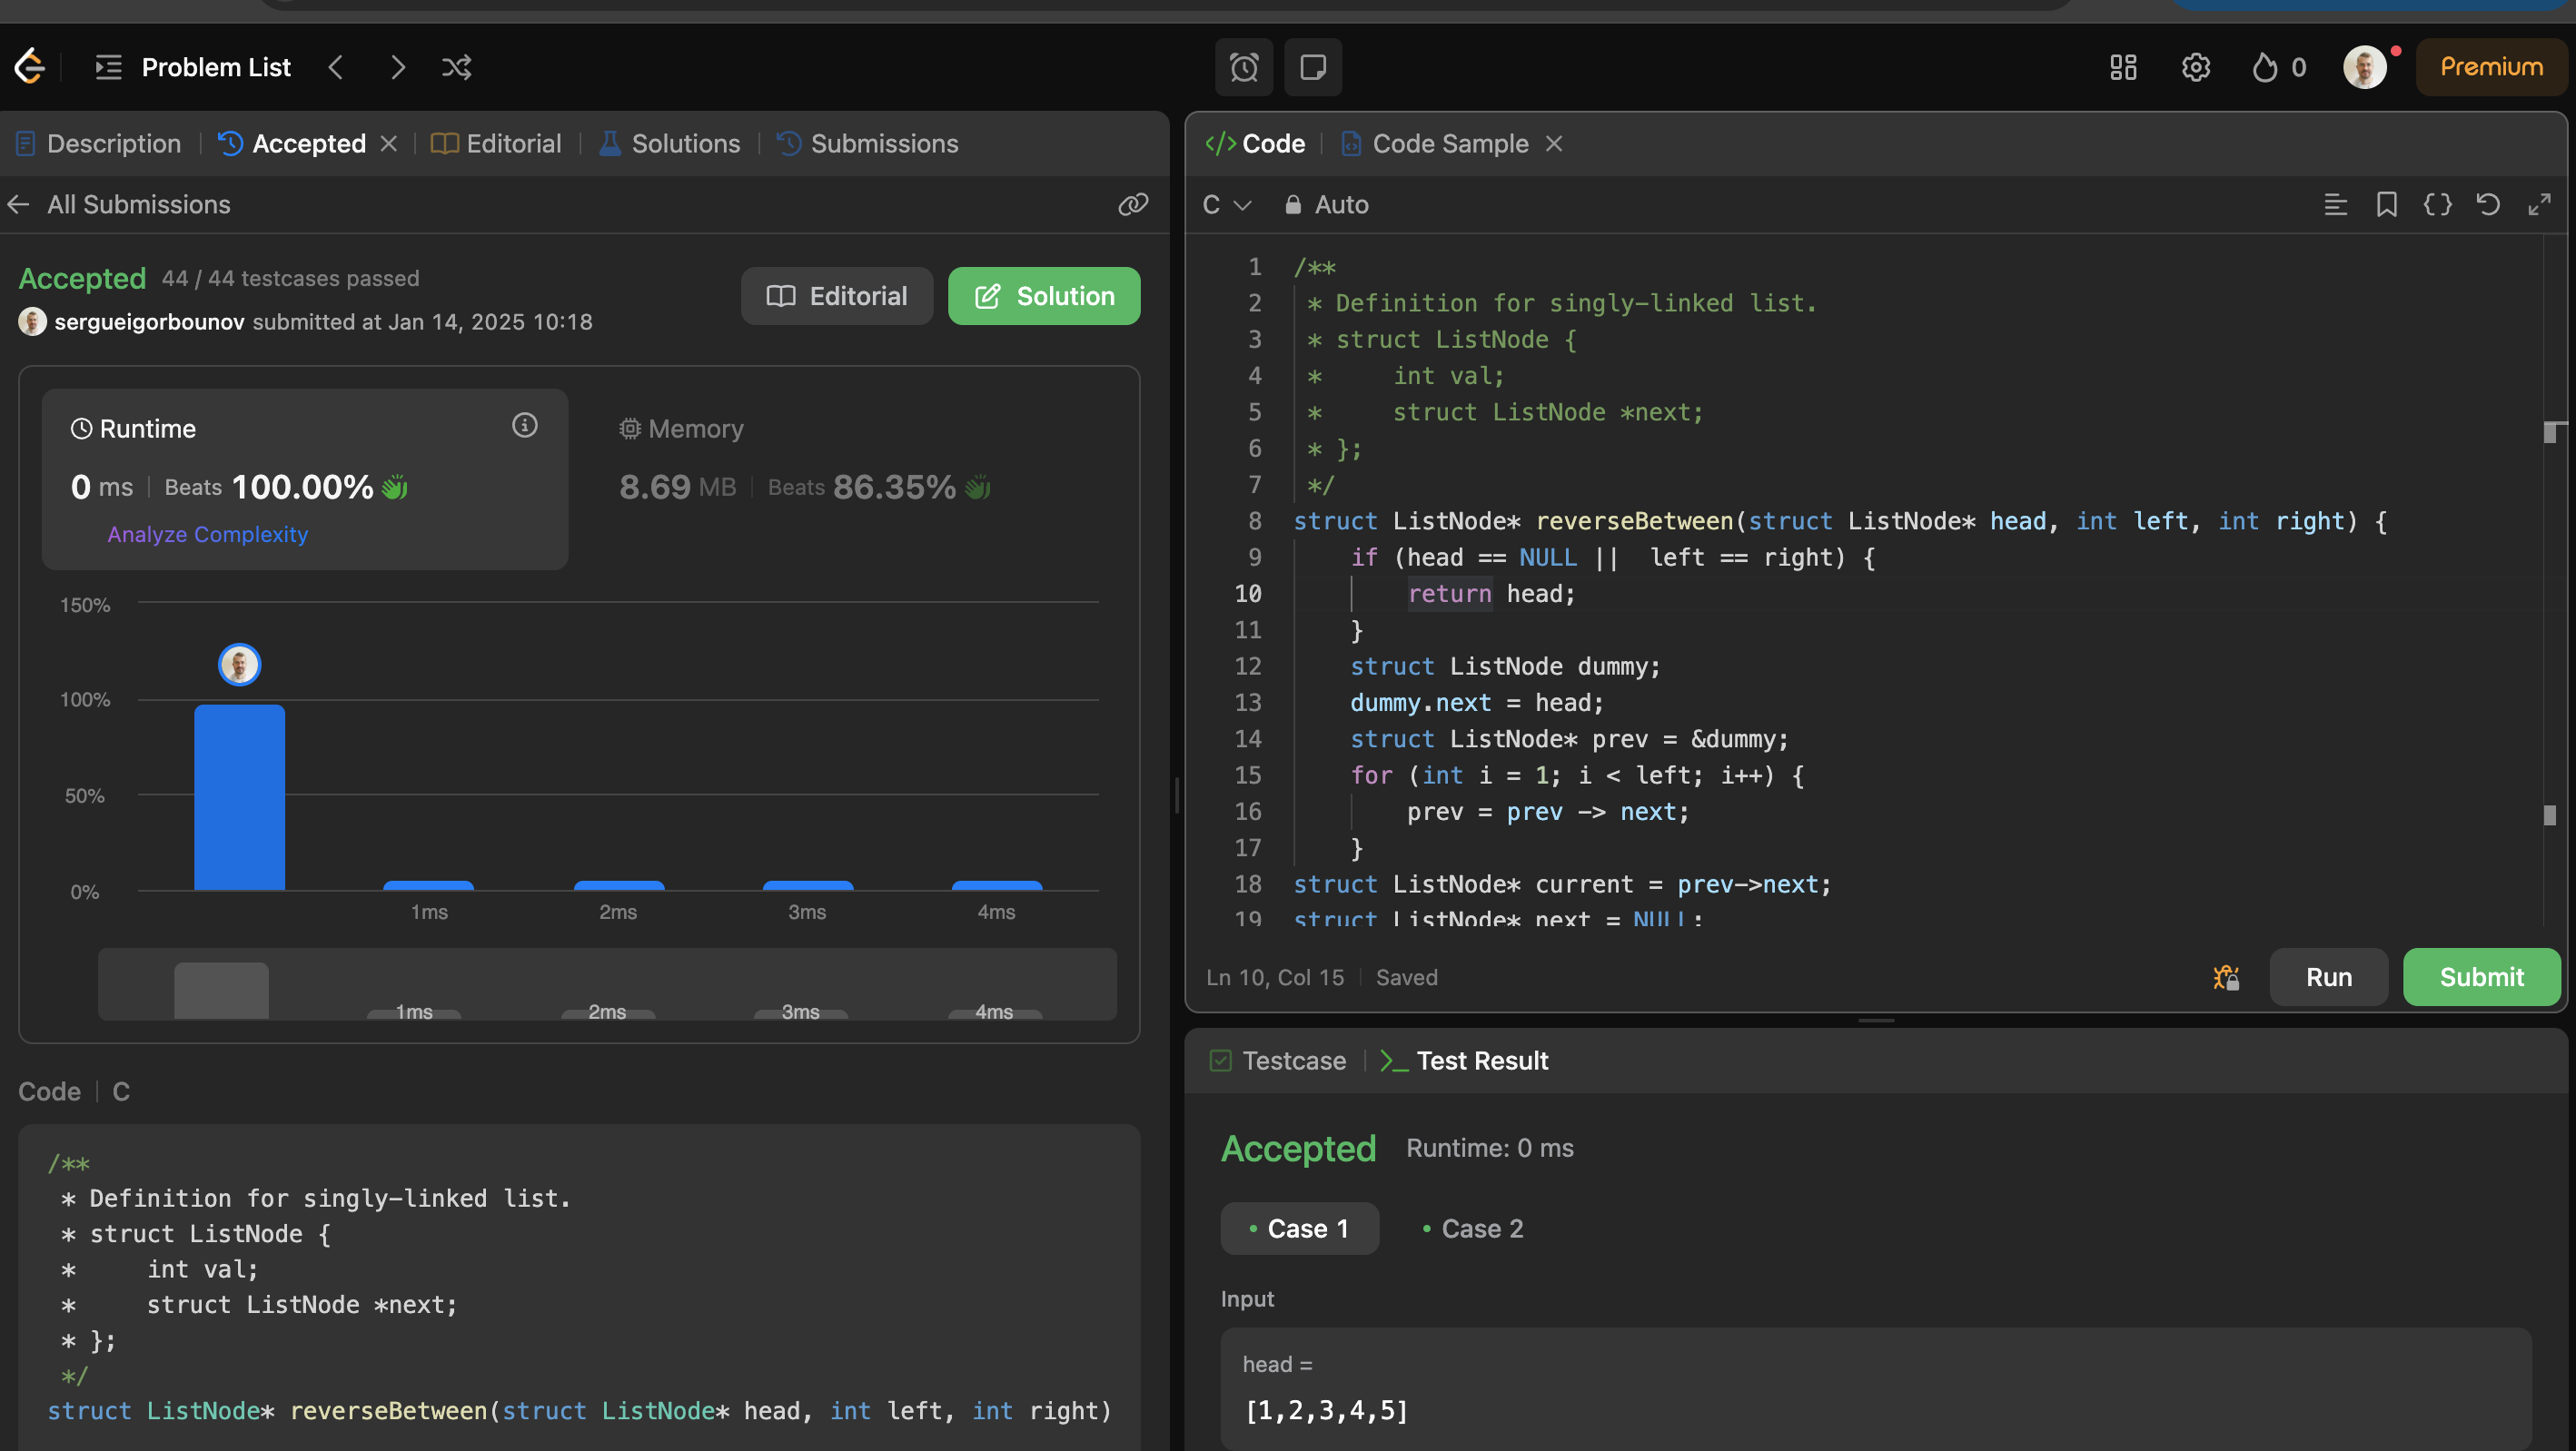 Problem List
0
Premium
Description
Accepted
Editorial
Solutions
Submissions
All Submissions
Accepted 44 / 44 testcases passed
sergueigorbounov submitted at Jan 14, 2025 10:18
Editorial
Solution
Runtime
0 ms Beats 100.00%
Analyze Complexity
Memory
8.69 MB Beats 86.35%
150%
100%
50%
0%
1ms 2ms 3ms 4ms
1ms 2ms 3ms 4ms
Code C
/**
* Definition for singly-linked list.
* struct ListNode {
*     int val;
*     struct ListNode *next;
* };
*/
struct ListNode* reverseBetween(struct ListNode* head, int left, int right)
</> Code
Code Sample
C
Auto
1 /**
2 * Definition for singly-linked list.
3 * struct ListNode {
4 *     int val;
5 *     struct ListNode *next;
6 * };
7 */
8 struct ListNode* reverseBetween(struct ListNode* head, int left, int right) {
9     if (head == NULL ||  left == right) {
10         return head;
11     }
12     struct ListNode dummy;
13     dummy.next = head;
14     struct ListNode* prev = &dummy;
15     for (int i = 1; i < left; i++) {
16         prev = prev -> next;
17     }
18 struct ListNode* current = prev->next;
19 struct ListNode* next = NULL;
Ln 10, Col 15 Saved
Run
Submit
Testcase
>_ Test Result
Accepted Runtime: 0 ms
• Case 1
• Case 2
Input
head =
[1,2,3,4,5]